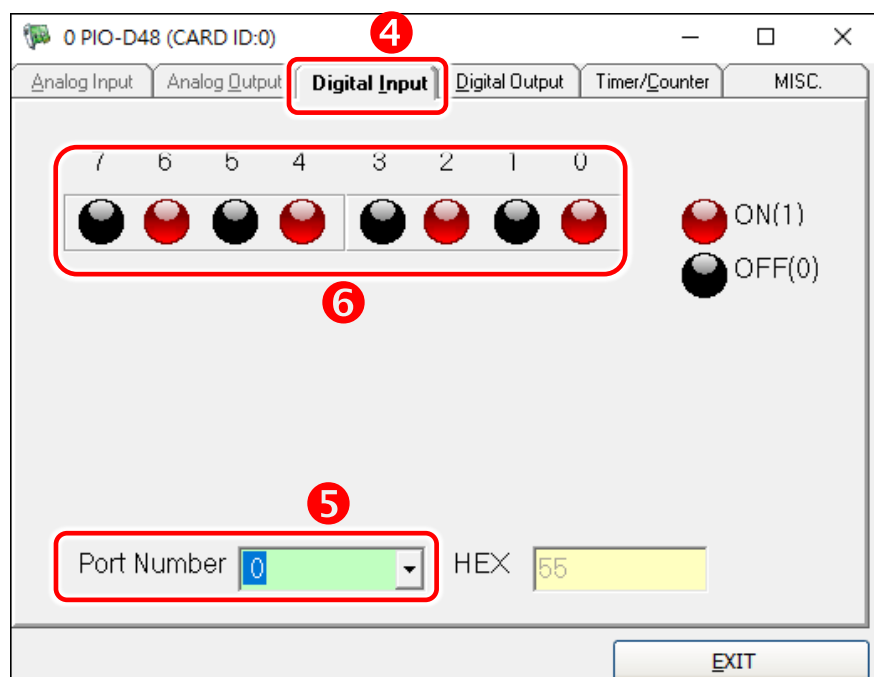 0 PIO-D48 (CARD ID:0)
4
Analog Input Analog Output Digital Input Digital Output Timer/Counter MISC.
7 6 5 4 3 2 1 0
ON(1)
OFF(0)
6
5
Port Number 0 HEX 55
EXIT